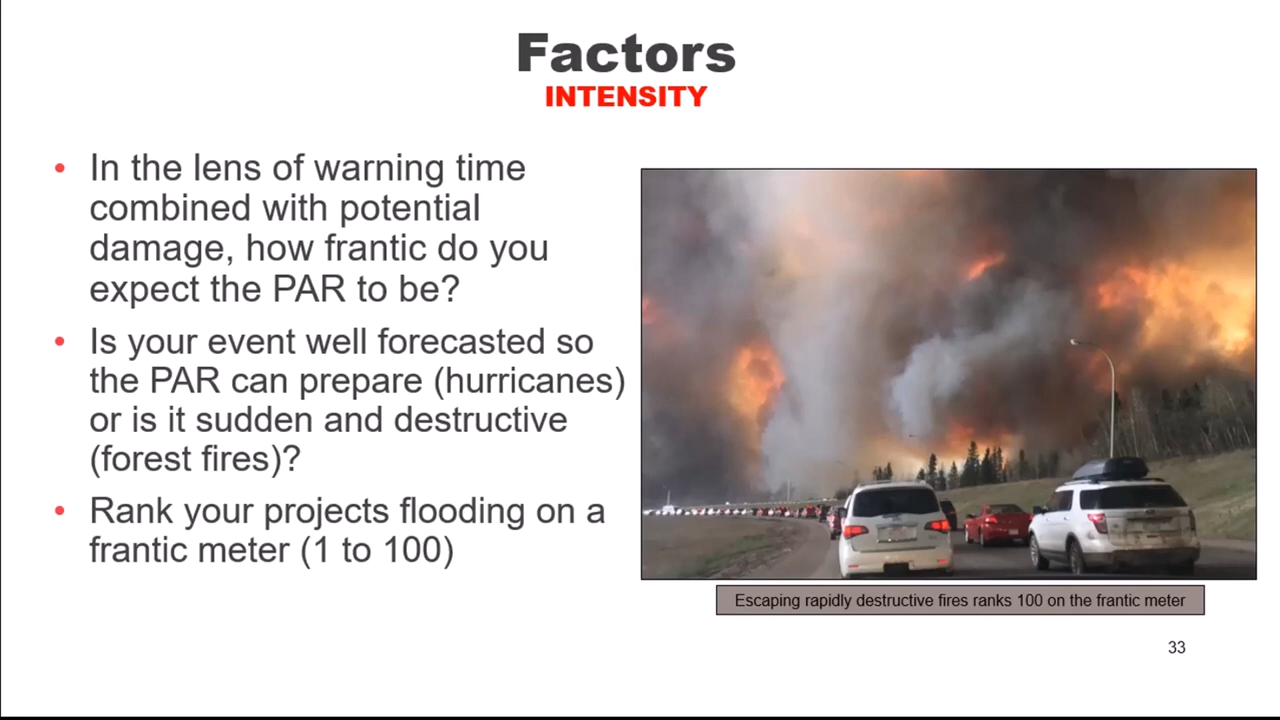 Factors
INTENSITY
• In the lens of warning time
combined with potential
damage, how frantic do you
expect the PAR to be?
• Is your event well forecasted so
the PAR can prepare (hurricanes)
or is it sudden and destructive
(forest fires)?
• Rank your projects flooding on a
frantic meter (1 to 100)
Escaping rapidly destructive fires ranks 100 on the frantic meter
33